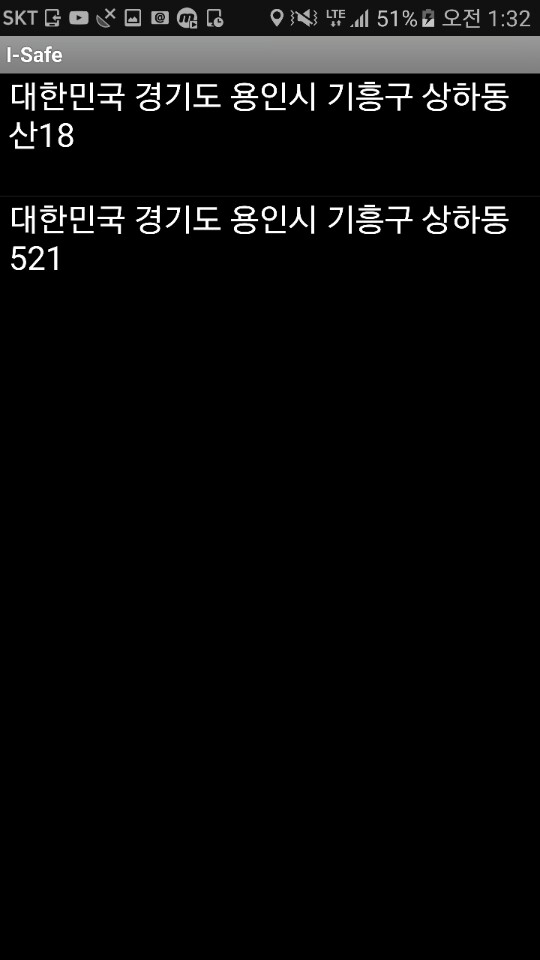 SKT LTE 51% 오전 1:32
I-Safe
대한민국 경기도 용인시 기흥구 상하동
산18
대한민국 경기도 용인시 기흥구 상하동
521